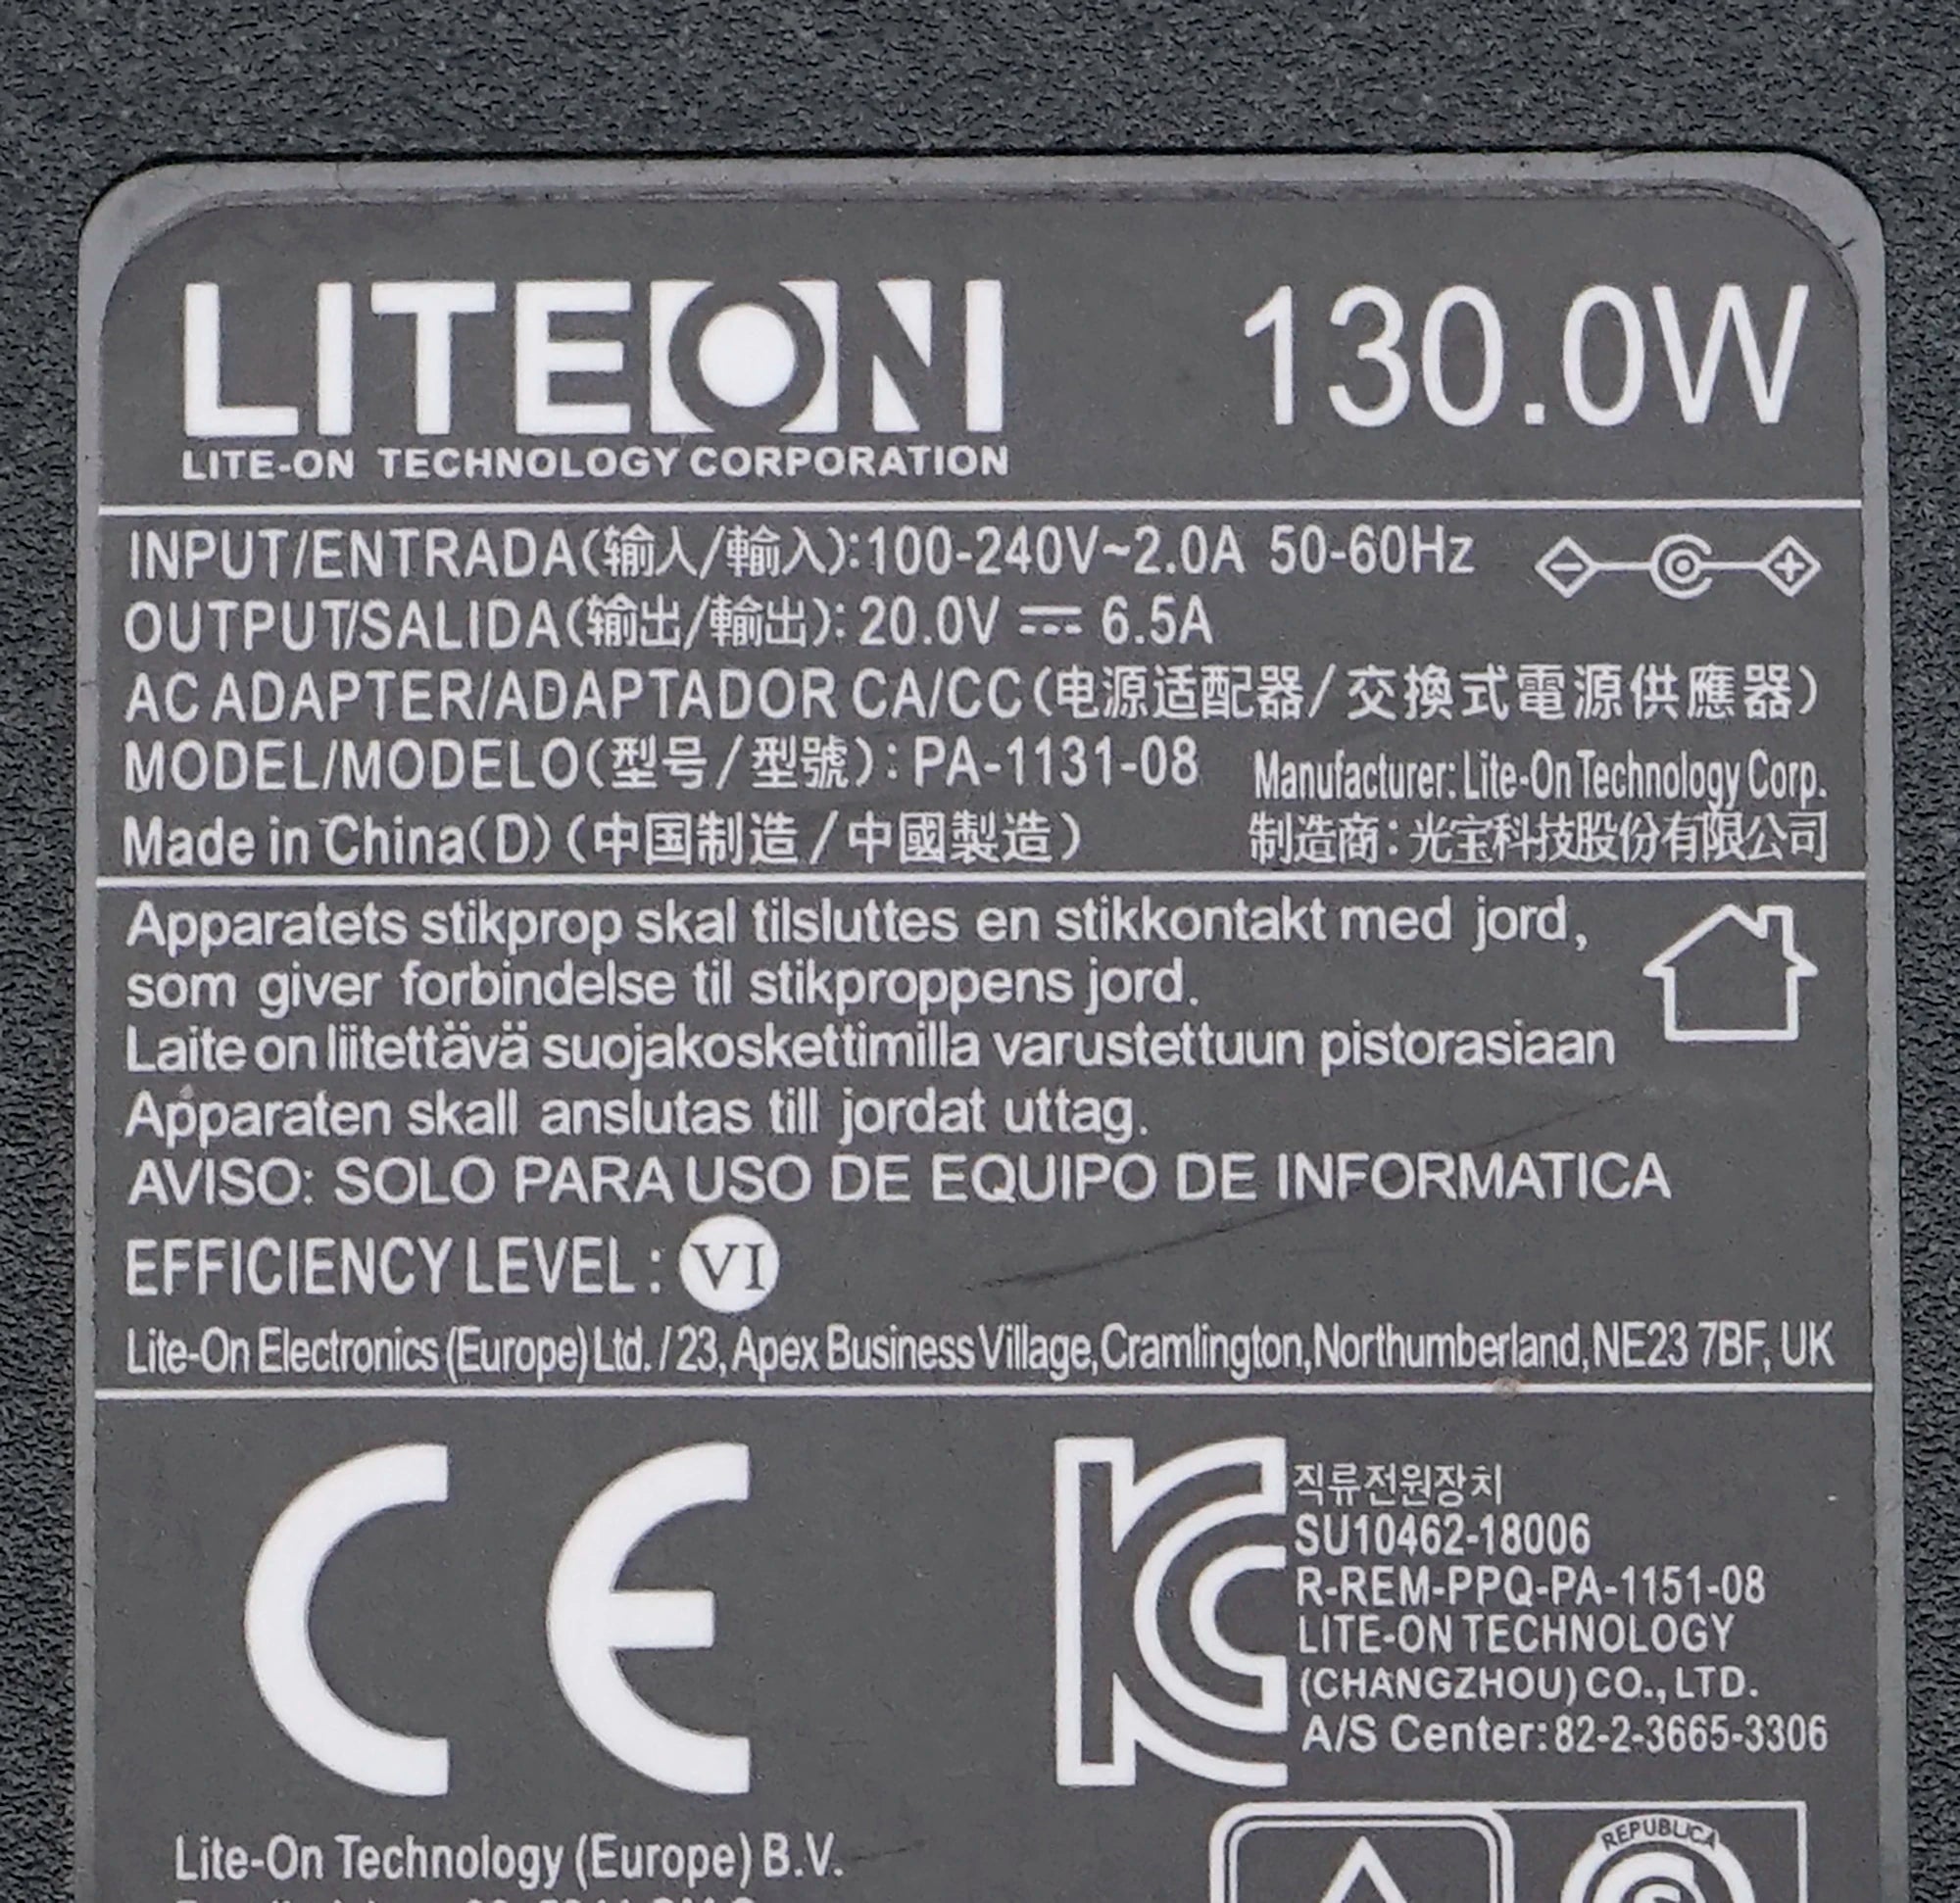 LITEON
130.0W
LITE-ON TECHNOLOGY CORPORATION
INPUT/ENTRADA(输入/輸入):100-240V~2.0A 50-60Hz
OUTPUT/SALIDA(输出/輸出): 20.0V ⎓ 6.5A
AC ADAPTER/ADAPTADOR CA/CC(电源适配器/交換式電源供應器)
MODEL/MODELO(型号/型號): PA-1131-08
Manufacturer: Lite-On Technology Corp.
Made in China(D) (中国制造/中國製造)
制造商:光宝科技股份有限公司
Apparatets stikprop skal tilsluttes en stikkontakt med jord,
som giver forbindelse til stikproppens jord.
Laite on liitettävä suojakoskettimilla varustettuun pistorasiaan
Apparaten skall anslutas till jordat uttag.
AVISO: SOLO PARA USO DE EQUIPO DE INFORMATICA
EFFICIENCY LEVEL: VI
Lite-On Electronics (Europe) Ltd. / 23, Apex Business Village, Cramlington, Northumberland, NE23 7BF, UK
CE
KC
직류전원장치
SU10462-18006
R-REM-PPQ-PA-1151-08
LITE-ON TECHNOLOGY
(CHANGZHOU) CO., LTD.
A/S Center: 82-2-3665-3306
Lite-On Technology (Europe) B.V.
REPUBLICA
S